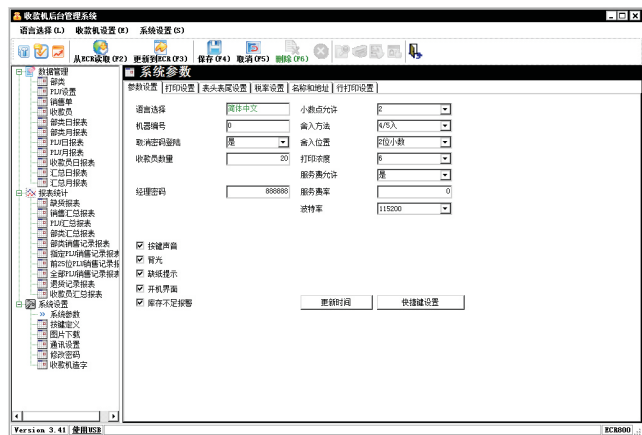 收款机后台管理系统
语言选择(L) 收款机设置(E) 系统设置(S)
从ECR读取(F2) 更新到ECR(F3) 保存(F4) 取消(F5) 删除(F6)
数据管理
部类
PLU设置
销售单
收款员
部类日报表
部类月报表
PLU日报表
PLU月报表
收款员日报表
汇总日报表
汇总月报表
报表统计
缺货报表
销售汇总报表
PLU汇总报表
部类汇总报表
部类销售记录报表
指定PLU销售记录报表
前25位PLU销售记录报
全部PLU销售记录报表
退货记录报表
收款员汇总报表
系统设置
» 系统参数
按键定义
图片下载
通讯设置
修改密码
收款机造字
系统参数
参数设置 打印设置 表头表尾设置 税率设置 名称和地址 行打印设置
语言选择 简体中文 小数点允许 2
机器编号 0 舍入方法 4/5入
取消密码登陆 是 舍入位置 2位小数
收款员数量 20 打印浓度 6
服务费允许 是
经理密码 888888 服务费率 0
波特率 115200
按键声音
背光
缺纸提示
开机界面
库存不足报警 更新时间 快捷键设置
Version 3.41 使用USB ECR800